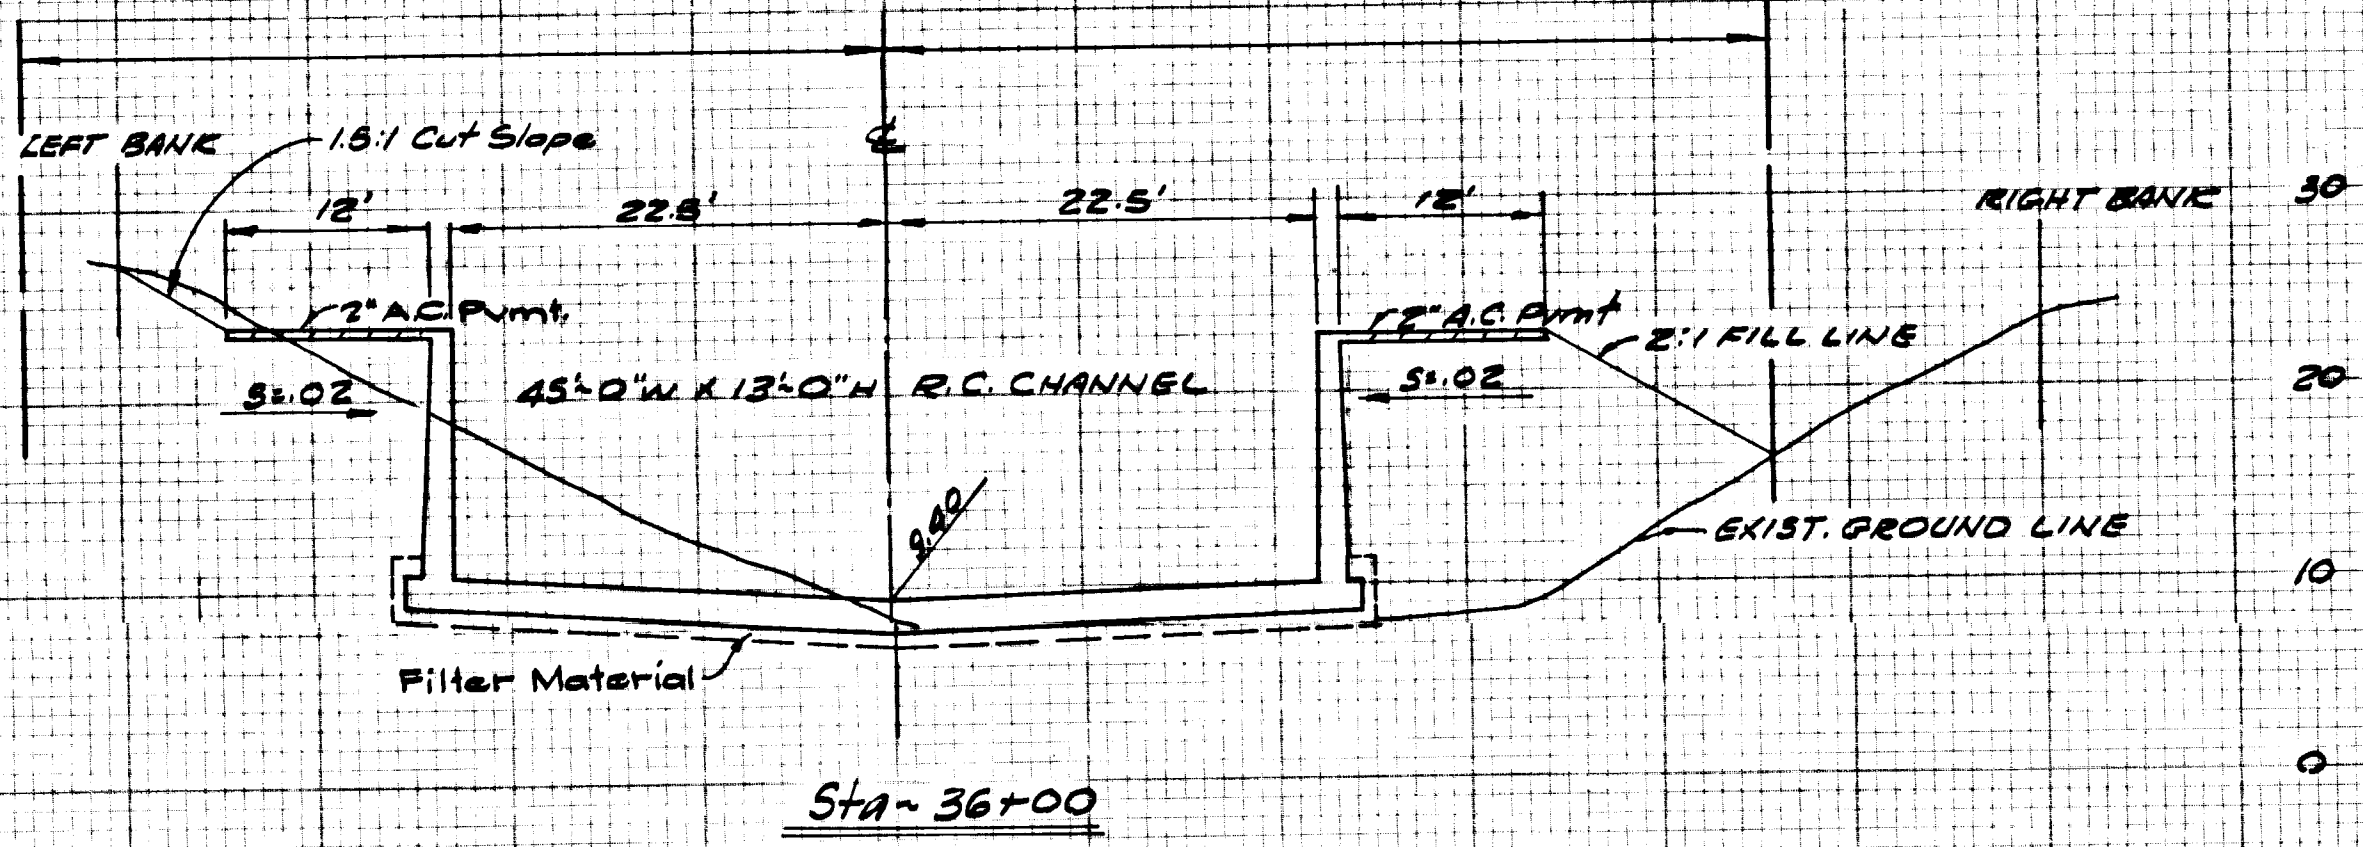 LEFT BANK
1.5:1 Cut Slope
℄
12'
22.5'
22.5'
12'
RIGHT BANK
30
2" A.C. Pvmt.
2" A.C. Pvmt
2:1 FILL LINE
S=.02
45'-0"W X 13'-0"H R.C. CHANNEL
S=.02
20
9.90
EXIST. GROUND LINE
10
Filter Material
0
Sta~ 36+00